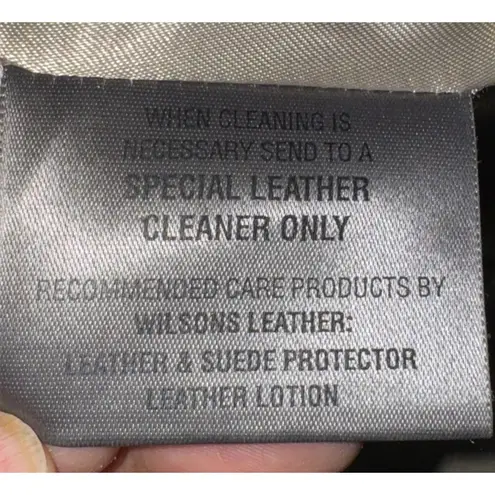 WHEN CLEANING IS
NECESSARY SEND TO A
SPECIAL LEATHER
CLEANER ONLY
RECOMMENDED CARE PRODUCTS BY
WILSONS LEATHER:
LEATHER & SUEDE PROTECTOR
LEATHER LOTION